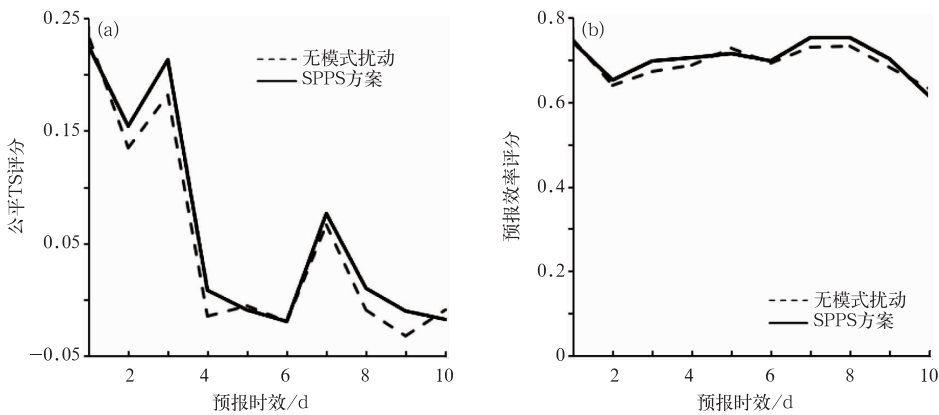 (a)
公平TS评分
0.25
0.15
0.05
−0.05
无模式扰动
SPPS方案
2 4 6 8 10
预报时效/d
(b)
预报效率评分
0.8
0.6
0.4
0.2
0
无模式扰动
SPPS方案
2 4 6 8 10
预报时效/d